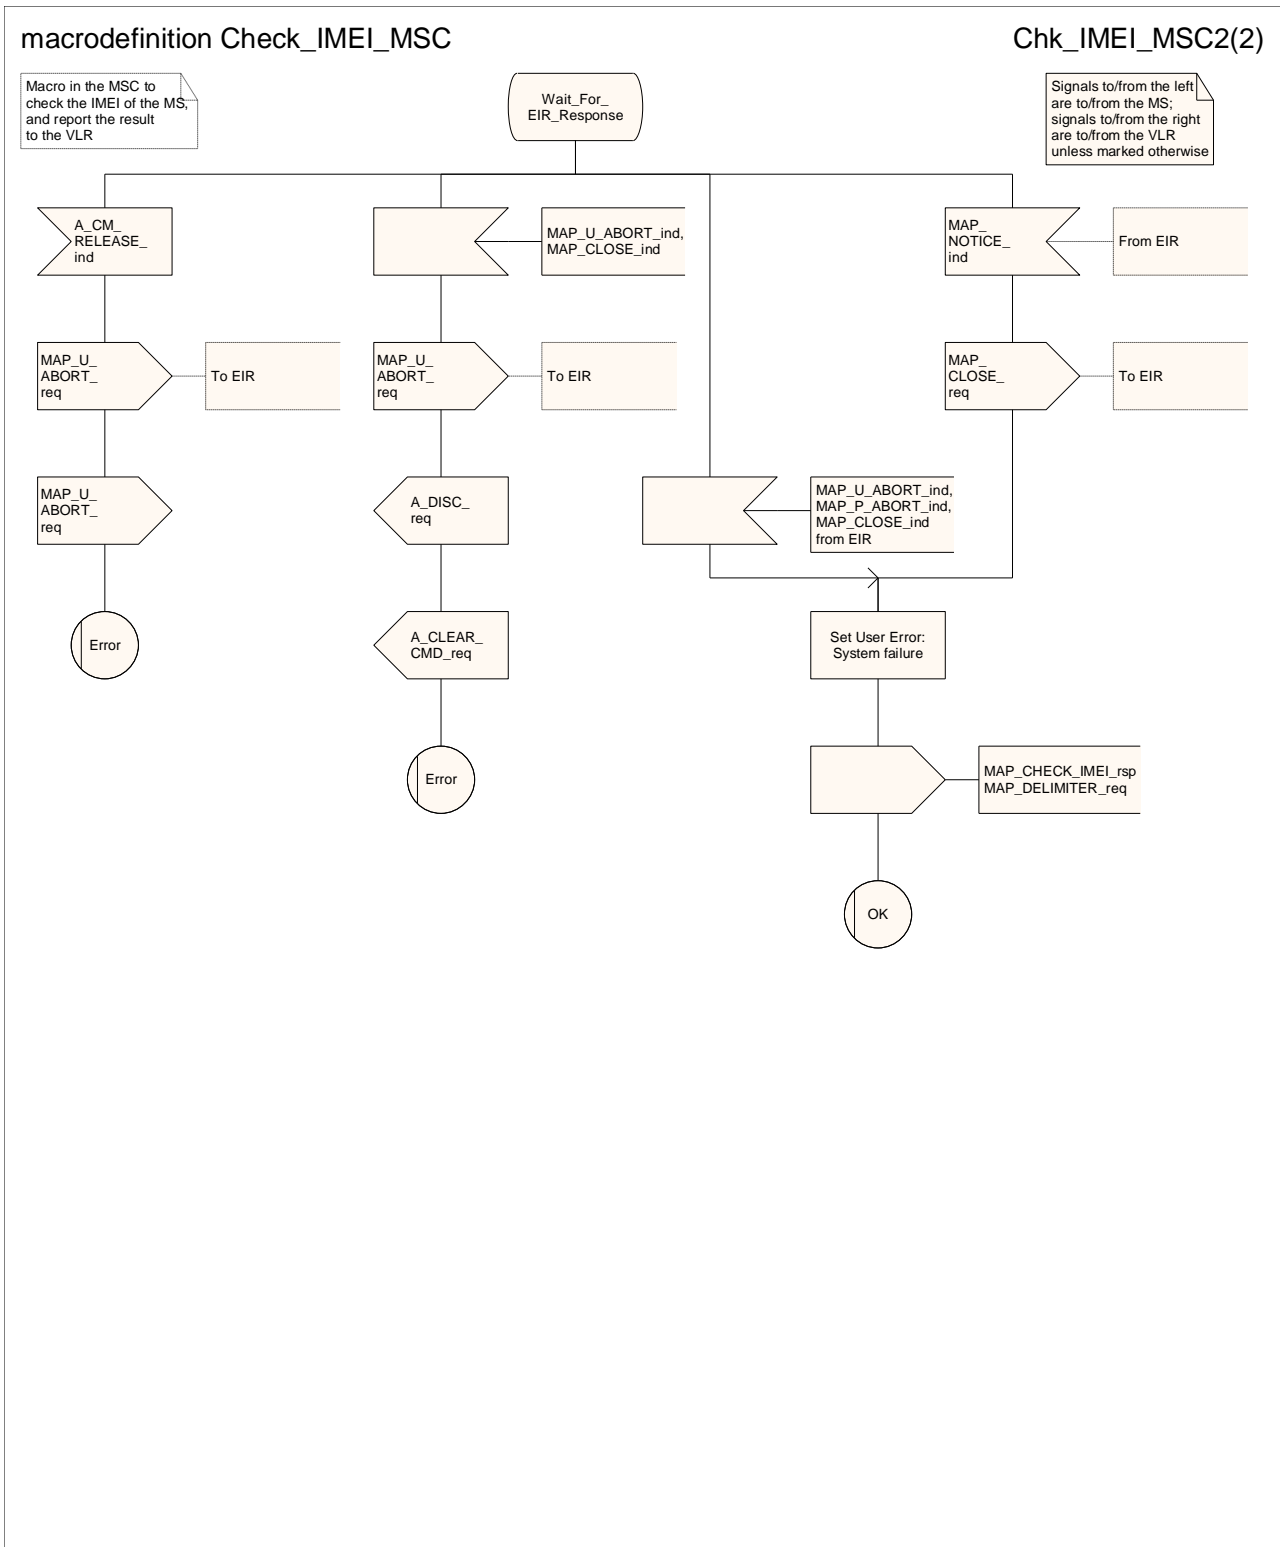 macrodefinition Check_IMEI_MSC
Chk_IMEI_MSC2(2)
Macro in the MSC to
check the IMEI of the MS,
and report the result
to the VLR
Wait_For_
EIR_Response
Signals to/from the left
are to/from the MS;
signals to/from the right
are to/from the VLR
unless marked otherwise
A_CM_
RELEASE_
ind
MAP_U_ABORT_ind,
MAP_CLOSE_ind
MAP_
NOTICE_
ind
From EIR
MAP_U_
ABORT_
req
To EIR
MAP_U_
ABORT_
req
To EIR
MAP_
CLOSE_
req
To EIR
MAP_U_
ABORT_
req
A_DISC_
req
MAP_U_ABORT_ind,
MAP_P_ABORT_ind,
MAP_CLOSE_ind
from EIR
Error
A_CLEAR_
CMD_req
Set User Error:
System failure
Error
MAP_CHECK_IMEI_rsp
MAP_DELIMITER_req
OK